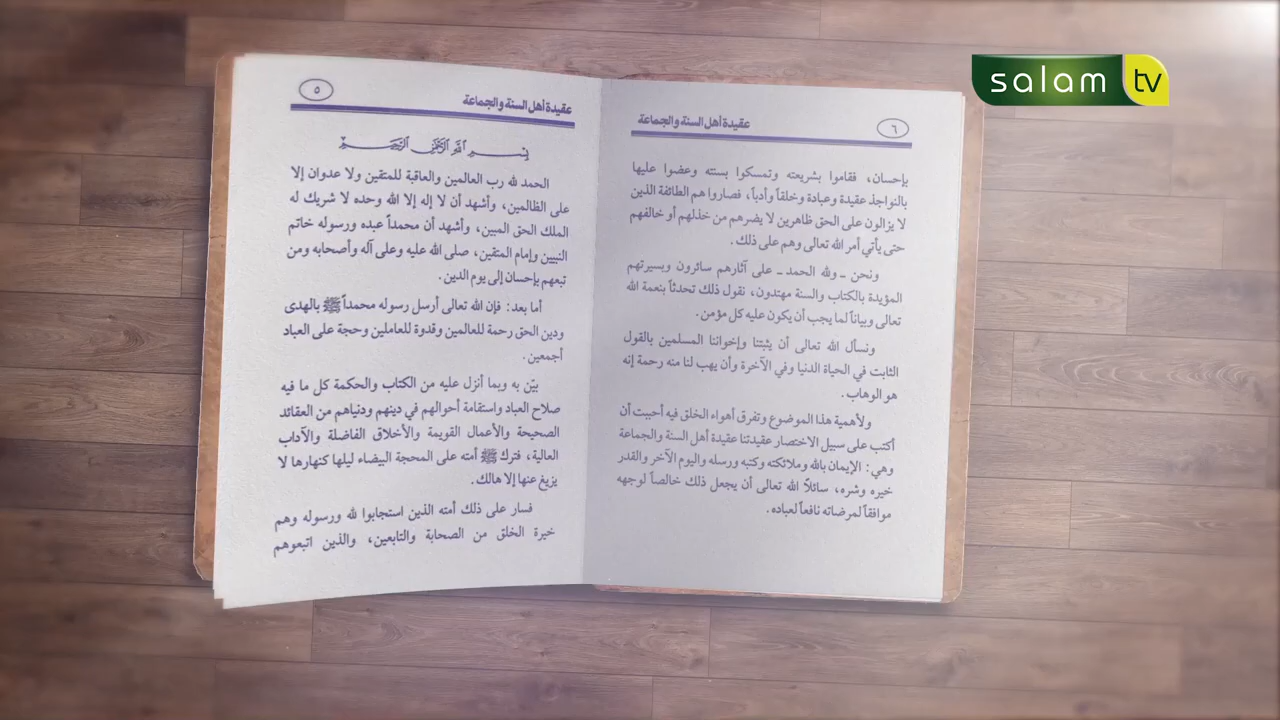 salam tv
٥
عقيدة أهل السنة والجماعة
بسم الله الرحمن الرحيم
الحمد لله رب العالمين والعاقبة للمتقين ولا عدوان إلا
على الظالمين، وأشهد أن لا إله إلا الله وحده لا شريك له
الملك الحق المبين، وأشهد أن محمداً عبده ورسوله خاتم
النبيين وإمام المتقين، صلى الله عليه وعلى آله وأصحابه ومن
تبعهم بإحسان إلى يوم الدين.
أما بعد: فإن الله تعالى أرسل رسوله محمداً ﷺ بالهدى
ودين الحق رحمة للعالمين وقدوة للعاملين وحجة على العباد
أجمعين.
بيّن به وبما أنزل عليه من الكتاب والحكمة كل ما فيه
صلاح العباد واستقامة أحوالهم في دينهم ودنياهم من العقائد
الصحيحة والأعمال القويمة والأخلاق الفاضلة والآداب
العالية، فترك ﷺ أمته على المحجة البيضاء ليلها كنهارها لا
يزيغ عنها إلا هالك.
فسار على ذلك أمته الذين استجابوا لله ورسوله وهم
خيرة الخلق من الصحابة والتابعين، والذين اتبعوهم
عقيدة أهل السنة والجماعة
٦
بإحسان، فقاموا بشريعته وتمسكوا بسنته وعضوا عليها
بالنواجذ عقيدة وعبادة وخلقاً وأدباً، فصاروا هم الطائفة الذين
لا يزالون على الحق ظاهرين لا يضرهم من خذلهم أو خالفهم
حتى يأتي أمر الله تعالى وهم على ذلك.
ونحن ـ ولله الحمد ـ على آثارهم سائرون وبسيرتهم
المؤيدة بالكتاب والسنة مهتدون، نقول ذلك تحدثاً بنعمة الله
تعالى وبياناً لما يجب أن يكون عليه كل مؤمن.
ونسأل الله تعالى أن يثبتنا وإخواننا المسلمين بالقول
الثابت في الحياة الدنيا وفي الآخرة وأن يهب لنا منه رحمة إنه
هو الوهاب.
ولأهمية هذا الموضوع وتفرق أهواء الخلق فيه أحببت أن
أكتب على سبيل الاختصار عقيدتنا عقيدة أهل السنة والجماعة
وهي: الإيمان بالله وملائكته وكتبه ورسله واليوم الآخر والقدر
خيره وشره، سائلاً الله تعالى أن يجعل ذلك خالصاً لوجهه
موافقاً لمرضاته نافعاً لعباده.